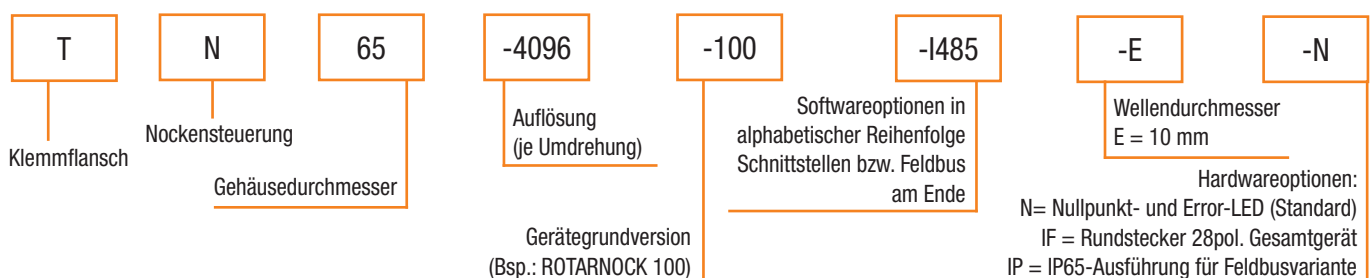 T N 65 -4096 -100 -I485 -E -N
Klemmflansch
Nockensteuerung
Gehäusedurchmesser
Auflösung
(je Umdrehung)
Gerätegrundversion
(Bsp.: ROTARNOCK 100)
Softwareoptionen in
alphabetischer Reihenfolge
Schnittstellen bzw. Feldbus
am Ende
Wellendurchmesser
E = 10 mm
Hardwareoptionen:
N= Nullpunkt- und Error-LED (Standard)
IF = Rundstecker 28pol. Gesamtgerät
IP = IP65-Ausführung für Feldbusvariante